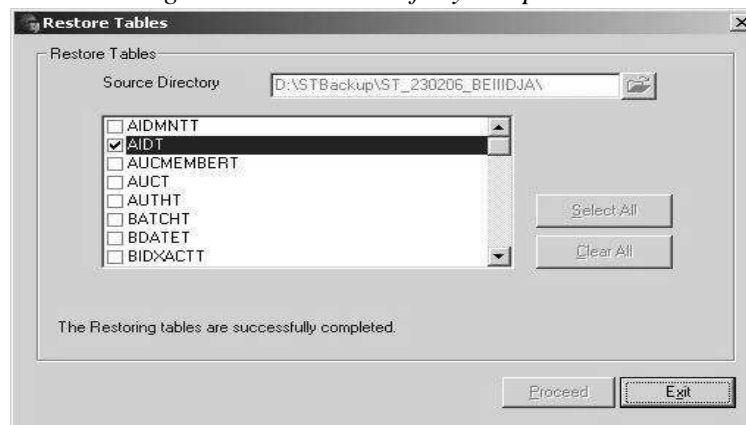 Restore Tables
Restore Tables
Source Directory
D:\STBackup\ST_230206_BEIIIDJA\
AIDMNTT
AIDT
AUCMEMBERT
AUCT
AUTHT
BATCHT
BDATET
BIDXACTT
Select All
Clear All
The Restoring tables are successfully completed.
Proceed
Exit